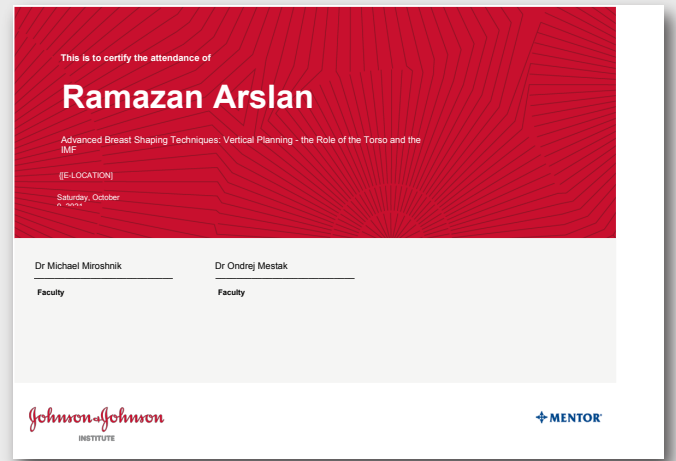 This is to certify the attendance of
Ramazan Arslan
Advanced Breast Shaping Techniques: Vertical Planning - the Role of the Torso and the
IMF
{[E-LOCATION]
Saturday, October
9, 2021
Dr Michael Miroshnik
Dr Ondrej Mestak
Faculty
Faculty
Johnson&Johnson
INSTITUTE
MENTOR